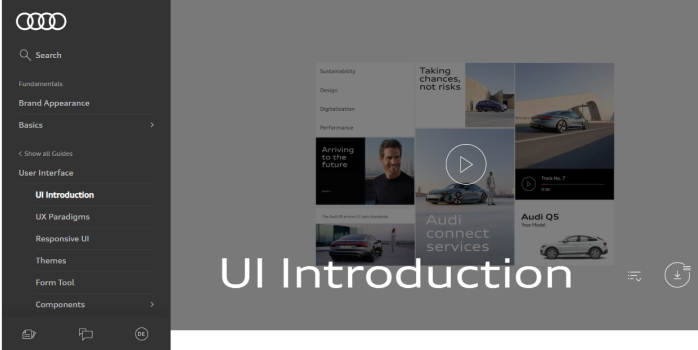 Search
Fundamentals
Brand Appearance
Basics
< Show all Guides
User Interface
UI Introduction
UX Paradigms
Responsive UI
Themes
Form Tool
Components
DE
Sustainability
Design
Digitalization
Performance
Taking
chances,
not risks
Arriving
to the
future
Track No. 7
Audi
connect
services
Audi Q5
Your Model
UI Introduction